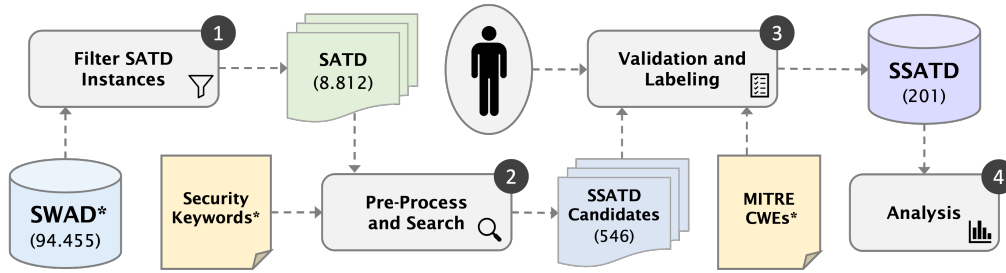 1
Filter SATD
Instances
SATD
(8.812)
3
Validation and
Labeling
SSATD
(201)
SWAD*
(94.455)
Security
Keywords*
2
Pre-Process
and Search
SSATD
Candidates
(546)
MITRE
CWEs*
4
Analysis